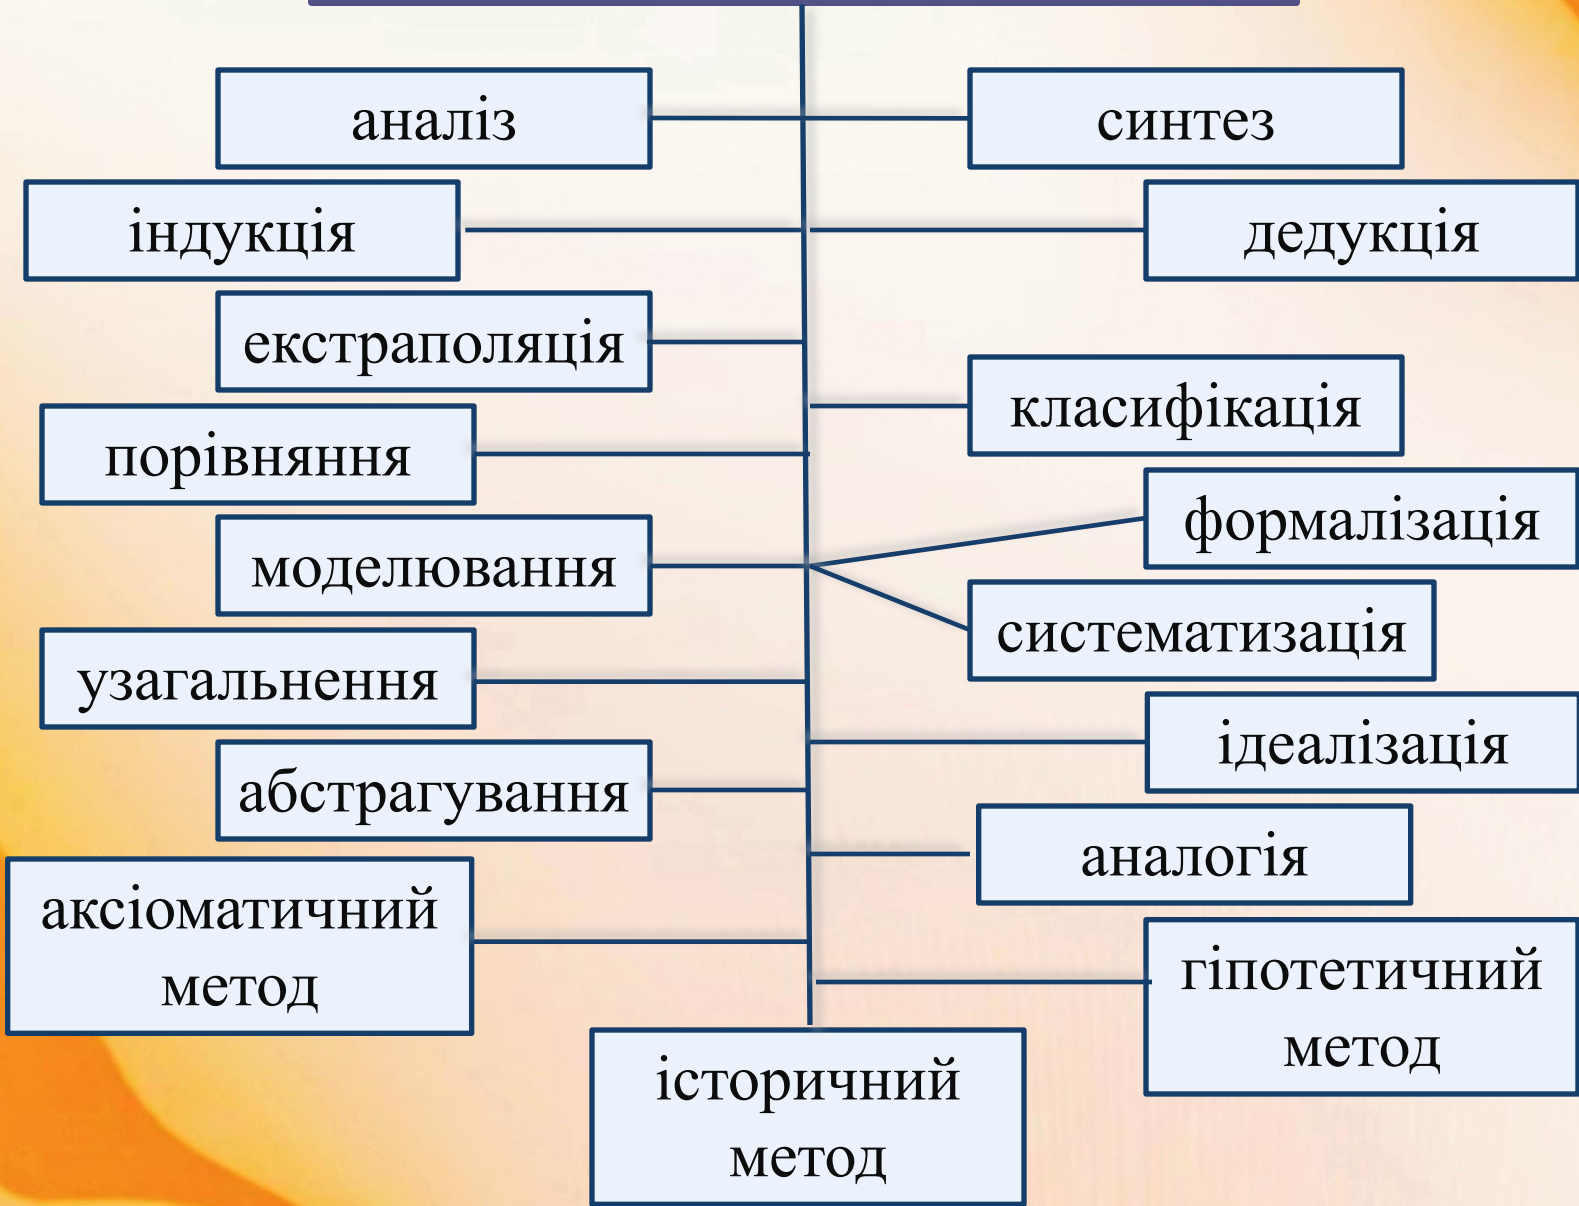 аналіз
синтез
індукція
дедукція
екстраполяція
класифікація
порівняння
формалізація
моделювання
систематизація
узагальнення
ідеалізація
абстрагування
аналогія
аксіоматичний
метод
гіпотетичний
метод
історичний
метод